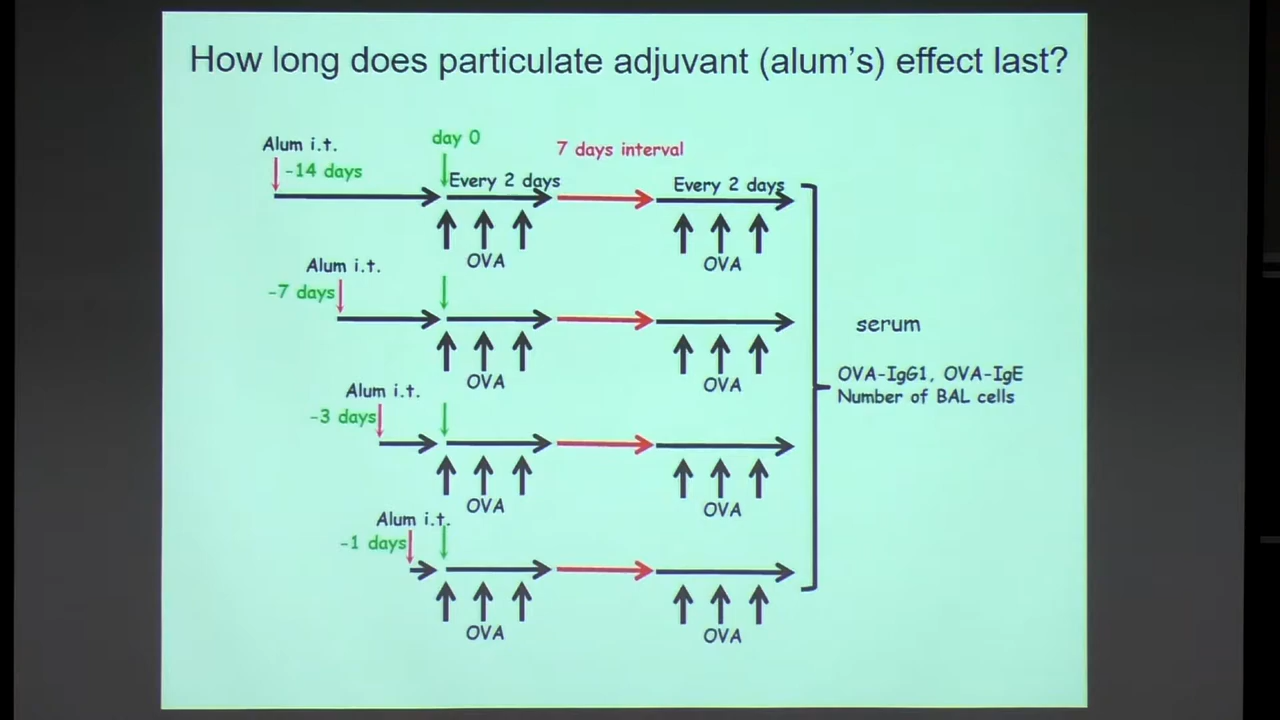 How long does particulate adjuvant (alum's) effect last?
Alum i.t.
-14 days
day 0
7 days interval
Every 2 days
Every 2 days
OVA
OVA
Alum i.t.
-7 days
OVA
OVA
serum
OVA-IgG1, OVA-IgE
Number of BAL cells
Alum i.t.
-3 days
OVA
OVA
Alum i.t.
-1 days
OVA
OVA